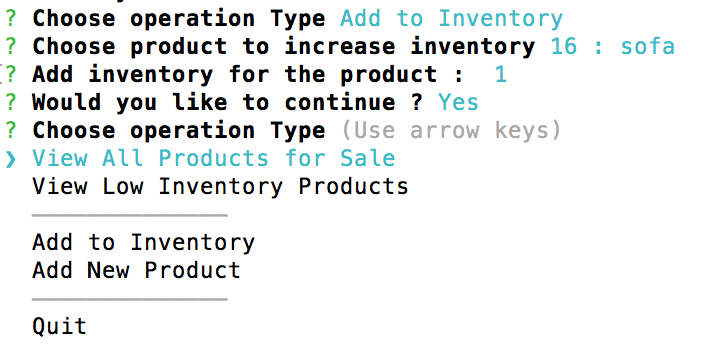 ? Choose operation Type Add to Inventory
? Choose product to increase inventory 16 : sofa
? Add inventory for the product :  1
? Would you like to continue ? Yes
? Choose operation Type (Use arrow keys)
❯ View All Products for Sale
View Low Inventory Products
──────────────
Add to Inventory
Add New Product
──────────────
Quit